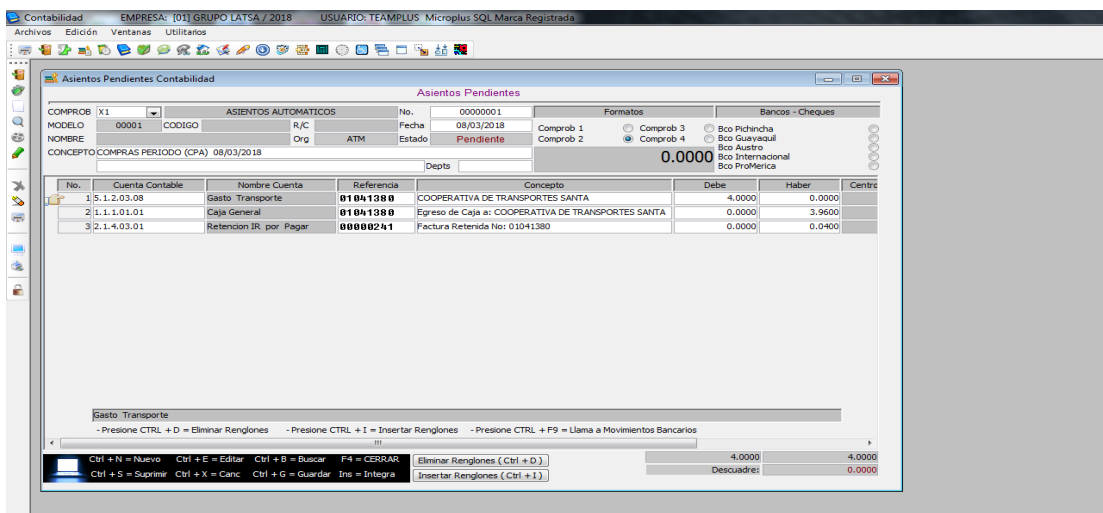 Contabilidad EMPRESA: [01] GRUPO LATSA / 2018 USUARIO: TEAMPLUS Microplus SQL Marca Registrada
Archivos Edición Ventanas Utilitarios
Asientos Pendientes Contabilidad
Asientos Pendientes
COMPROB X1 ASIENTOS AUTOMATICOS No. 00000001 Formatos Bancos - Cheques
MODELO 00001 CODIGO R/C Fecha 08/03/2018 Comprob 1 Comprob 3 Bco Pichincha
NOMBRE Org ATM Estado Pendiente Comprob 2 Comprob 4 Bco Guayaquil
Bco Austro
CONCEPTO COMPRAS PERIODO (CPA) 08/03/2018 0.0000 Bco Internacional
Depts Bco ProMerica
No. Cuenta Contable Nombre Cuenta Referencia Concepto Debe Haber Centro
1 5.1.2.03.08 Gasto Transporte 01041380 COOPERATIVA DE TRANSPORTES SANTA 4.0000 0.0000
2 1.1.1.01.01 Caja General 01041380 Egreso de Caja a: COOPERATIVA DE TRANSPORTES SANTA 0.0000 3.9600
3 2.1.4.03.01 Retencion IR por Pagar 00000241 Factura Retenida No: 01041380 0.0000 0.0400
Gasto Transporte
- Presione CTRL + D = Eliminar Renglones - Presione CTRL + I = Insertar Renglones - Presione CTRL + F9 = Llama a Movimientos Bancarios
Ctrl + N = Nuevo Ctrl + E = Editar Ctrl + B = Buscar F4 = CERRAR Eliminar Renglones ( Ctrl + D ) 4.0000 4.0000
Ctrl + S = Suprimir Ctrl + X = Canc Ctrl + G = Guardar Ins = Integra Insertar Renglones ( Ctrl + I ) Descuadre: 0.0000